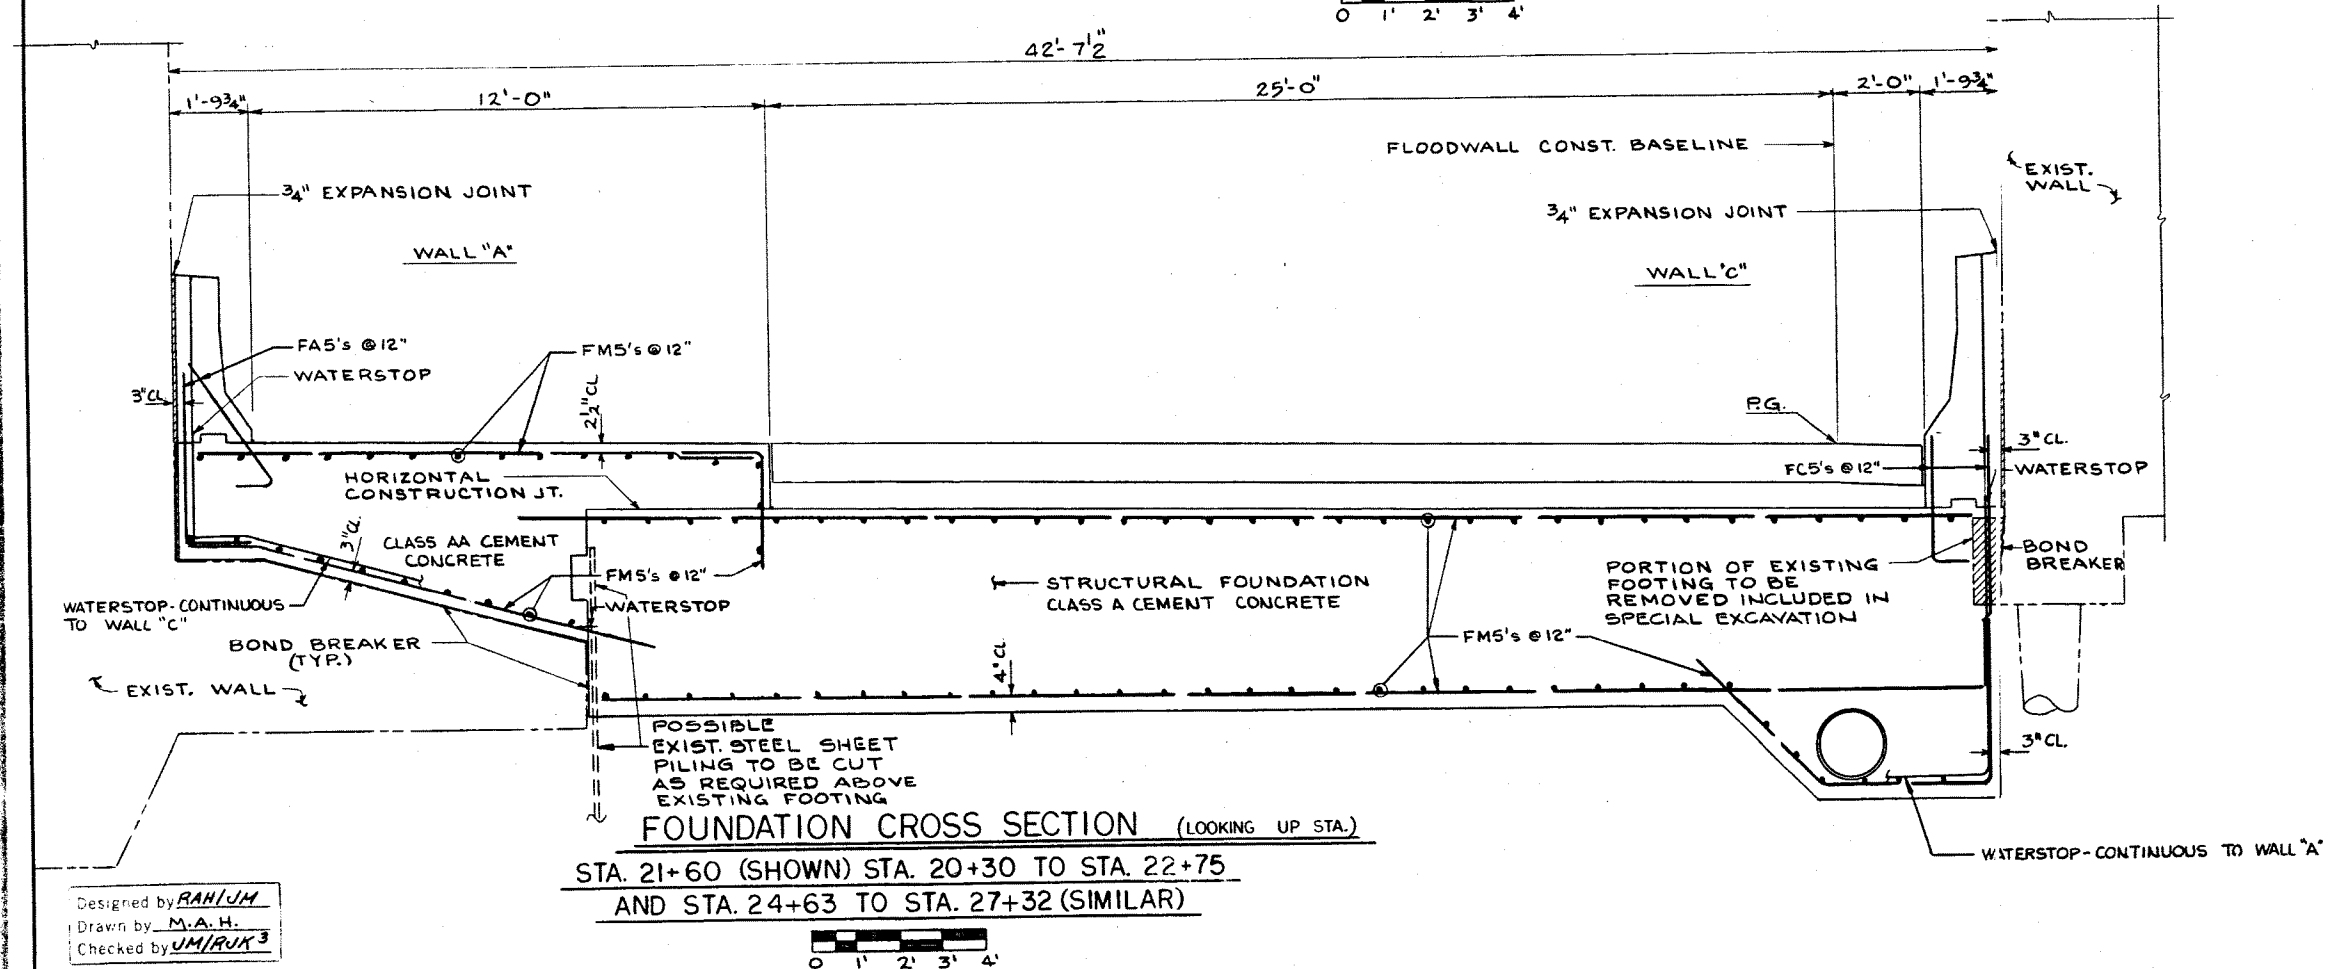 0 1' 2' 3' 4'
42'-7½"
1'-9¾" 12'-0" 25'-0" 2'-0" 1'-9¾"
FLOODWALL CONST. BASELINE
EXIST.
WALL
¾" EXPANSION JOINT
¾" EXPANSION JOINT
WALL "A"
WALL "C"
FA5's @ 12"
FM5's @ 12"
WATERSTOP
3" CL.
2½" CL
P.G.
3" CL.
FC5's @ 12"
WATERSTOP
HORIZONTAL
CONSTRUCTION JT.
3" CL.
CLASS AA CEMENT
CONCRETE
FM5's @ 12"
STRUCTURAL FOUNDATION
CLASS A CEMENT CONCRETE
PORTION OF EXISTING
FOOTING TO BE
REMOVED INCLUDED IN
SPECIAL EXCAVATION
BOND
BREAKER
WATERSTOP-CONTINUOUS
TO WALL "C"
WATERSTOP
BOND BREAKER
(TYP.)
FM5's @ 12"
4" CL
EXIST. WALL
POSSIBLE
EXIST. STEEL SHEET
PILING TO BE CUT
AS REQUIRED ABOVE
EXISTING FOOTING
3" CL.
FOUNDATION CROSS SECTION (LOOKING UP STA.)
WATERSTOP-CONTINUOUS TO WALL "A"
STA. 21+60 (SHOWN) STA. 20+30 TO STA. 22+75
AND STA. 24+63 TO STA. 27+32 (SIMILAR)
Designed by RAH/JM
Drawn by M.A.H.
Checked by JM/RJK 3
0 1' 2' 3' 4'